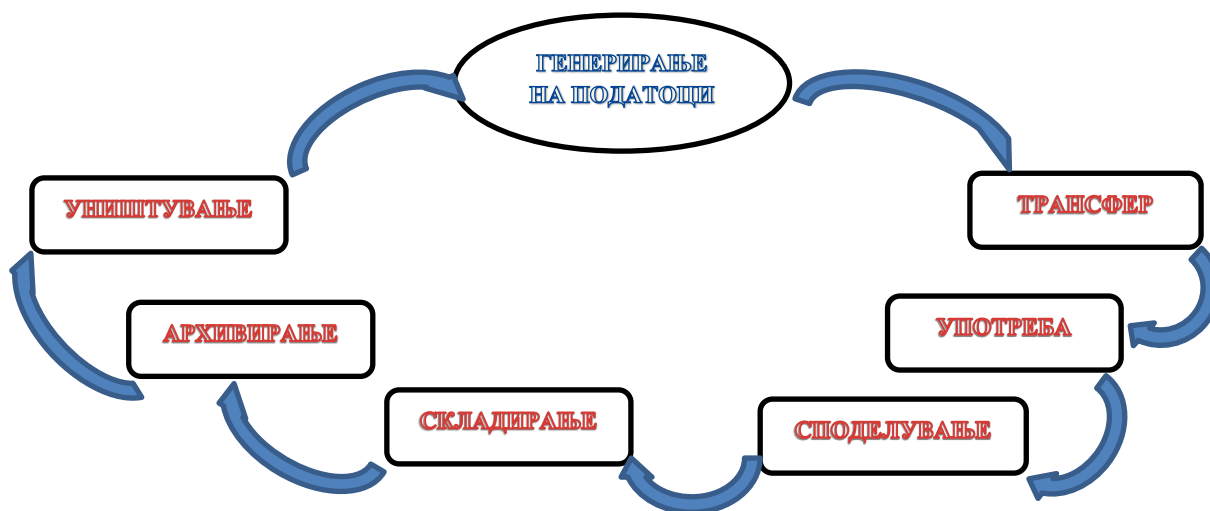 ГЕНЕРИРАЊЕ
НА ПОДАТОЦИ
ТРАНСФЕР
УПОТРЕБА
СПОДЕЛУВАЊЕ
СКЛАДИРАЊЕ
АРХИВИРАЊЕ
УНИШТУВАЊЕ